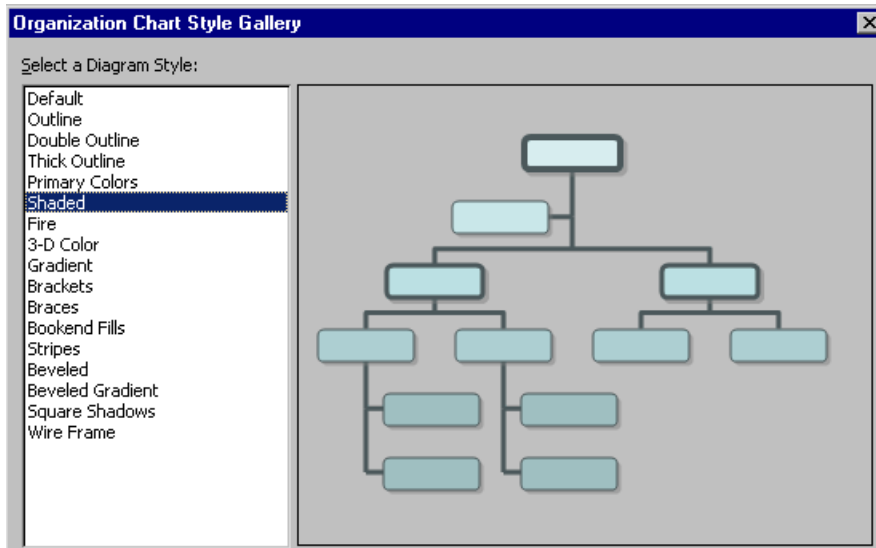 Organization Chart Style Gallery
Select a Diagram Style:
Default
Outline
Double Outline
Thick Outline
Primary Colors
Shaded
Fire
3-D Color
Gradient
Brackets
Braces
Bookend Fills
Stripes
Beveled
Beveled Gradient
Square Shadows
Wire Frame